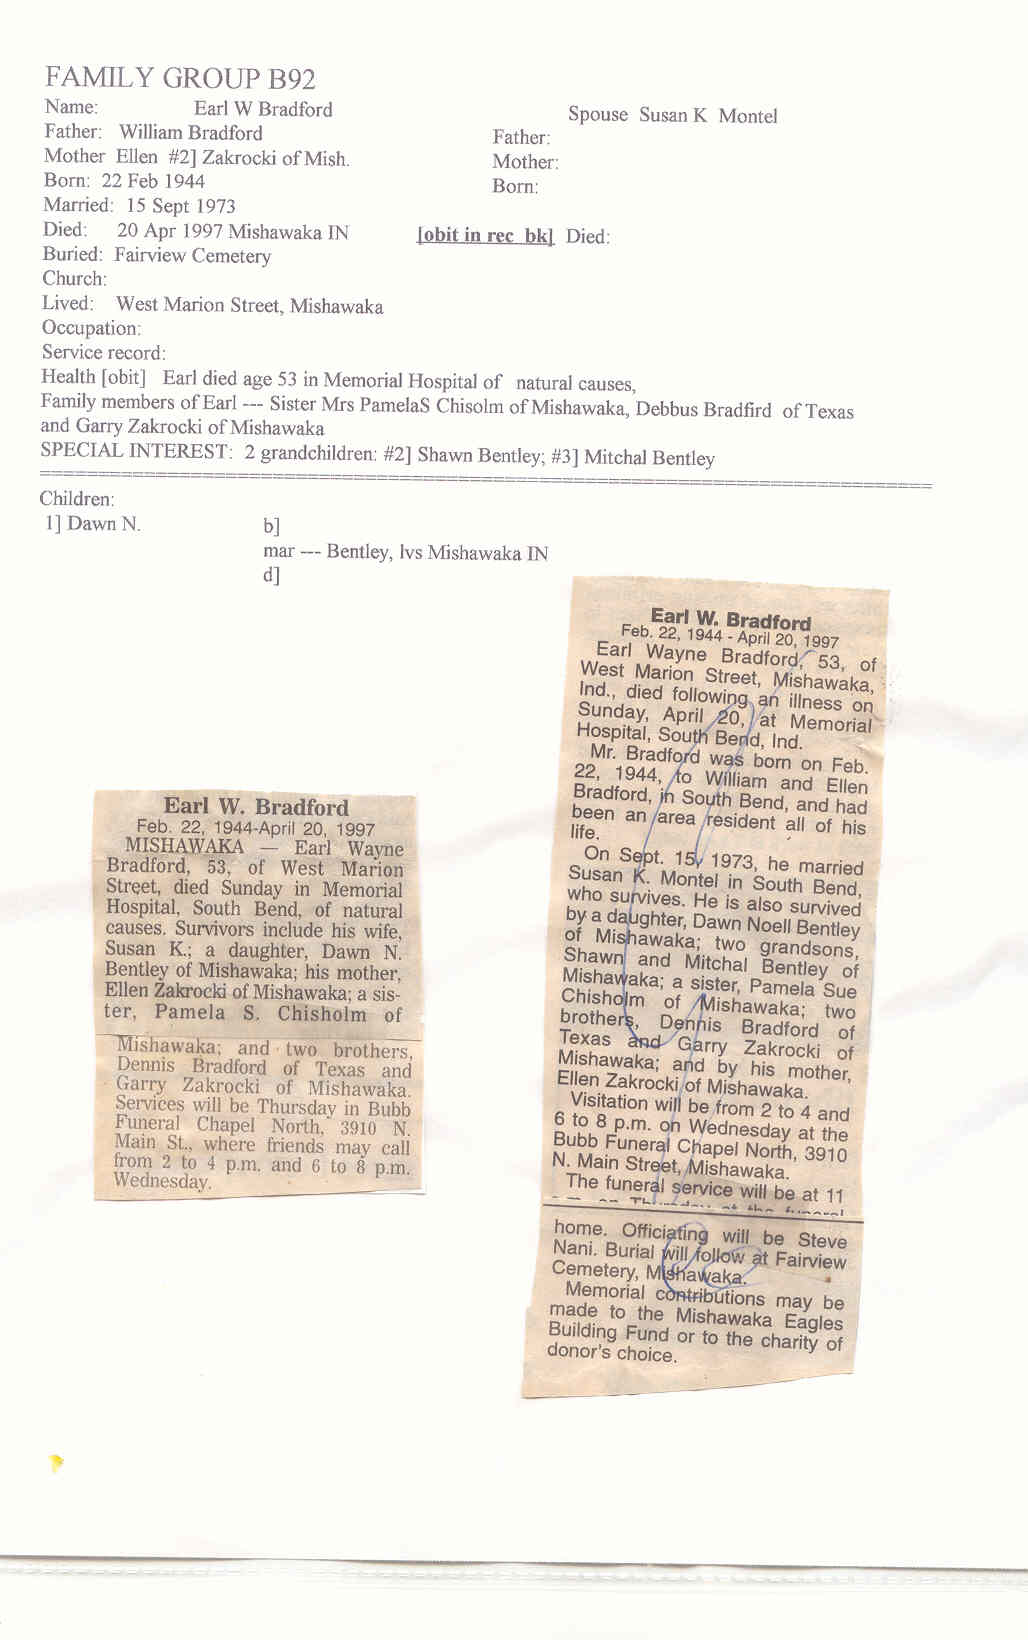 FAMILY GROUP B92
Name: Earl W Bradford Spouse Susan K Montel
Father: William Bradford Father:
Mother Ellen #2] Zakrocki of Mish. Mother:
Born: 22 Feb 1944 Born:
Married: 15 Sept 1973
Died: 20 Apr 1997 Mishawaka IN [obit in rec bk] Died:
Buried: Fairview Cemetery
Church:
Lived: West Marion Street, Mishawaka
Occupation:
Service record:
Health [obit] Earl died age 53 in Memorial Hospital of natural causes,
Family members of Earl --- Sister Mrs PamelaS Chisolm of Mishawaka, Debbus Bradfird of Texas
and Garry Zakrocki of Mishawaka
SPECIAL INTEREST: 2 grandchildren: #2] Shawn Bentley; #3] Mitchal Bentley
Children:
1] Dawn N. b]
mar --- Bentley, lvs Mishawaka IN
d]
Earl W. Bradford
Feb. 22, 1944-April 20, 1997
MISHAWAKA — Earl Wayne
Bradford, 53, of West Marion
Street, died Sunday in Memorial
Hospital, South Bend, of natural
causes. Survivors include his wife,
Susan K.; a daughter, Dawn N.
Bentley of Mishawaka; his mother,
Ellen Zakrocki of Mishawaka; a sis-
ter, Pamela S. Chisholm of
Mishawaka; and two brothers,
Dennis Bradford of Texas and
Garry Zakrocki of Mishawaka.
Services will be Thursday in Bubb
Funeral Chapel North, 3910 N.
Main St., where friends may call
from 2 to 4 p.m. and 6 to 8 p.m.
Wednesday.
Earl W. Bradford
Feb. 22, 1944 - April 20, 1997
Earl Wayne Bradford, 53, of
West Marion Street, Mishawaka,
Ind., died following an illness on
Sunday, April 20, at Memorial
Hospital, South Bend, Ind.
Mr. Bradford was born on Feb.
22, 1944, to William and Ellen
Bradford, in South Bend, and had
been an area resident all of his
life.
On Sept. 15, 1973, he married
Susan K. Montel in South Bend,
who survives. He is also survived
by a daughter, Dawn Noell Bentley
of Mishawaka; two grandsons,
Shawn and Mitchal Bentley of
Mishawaka; a sister, Pamela Sue
Chisholm of Mishawaka; two
brothers, Dennis Bradford of
Texas and Garry Zakrocki of
Mishawaka; and by his mother,
Ellen Zakrocki of Mishawaka.
Visitation will be from 2 to 4 and
6 to 8 p.m. on Wednesday at the
Bubb Funeral Chapel North, 3910
N. Main Street, Mishawaka.
The funeral service will be at 11
home. Officiating will be Steve
Nani. Burial will follow at Fairview
Cemetery, Mishawaka.
Memorial contributions may be
made to the Mishawaka Eagles
Building Fund or to the charity of
donor's choice.